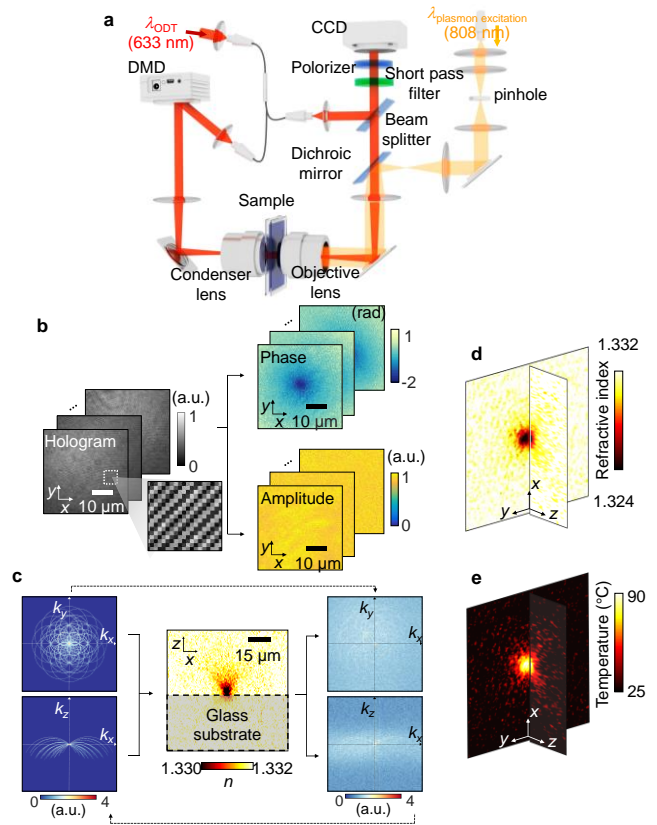 a
λODT
(633 nm)
DMD
CCD
Polorizer
Short pass
filter
Beam
splitter
Dichroic
mirror
λplasmon excitation
(808 nm)
pinhole
Sample
Condenser
lens
Objective
lens
b
Hologram
y
x
10 µm
(a.u.)
1
0
Phase
y
x
10 µm
(rad)
1
-2
Amplitude
y
x
10 µm
(a.u.)
1
0
c
ky
kx
kz
kx
0
4
(a.u.)
z
x
15 µm
Glass
substrate
1.330
1.332
n
ky
kx
kz
kx
0
4
(a.u.)
d
1.332
Refractive index
1.324
x
y
z
e
90
Temperature (°C)
25
x
y
z